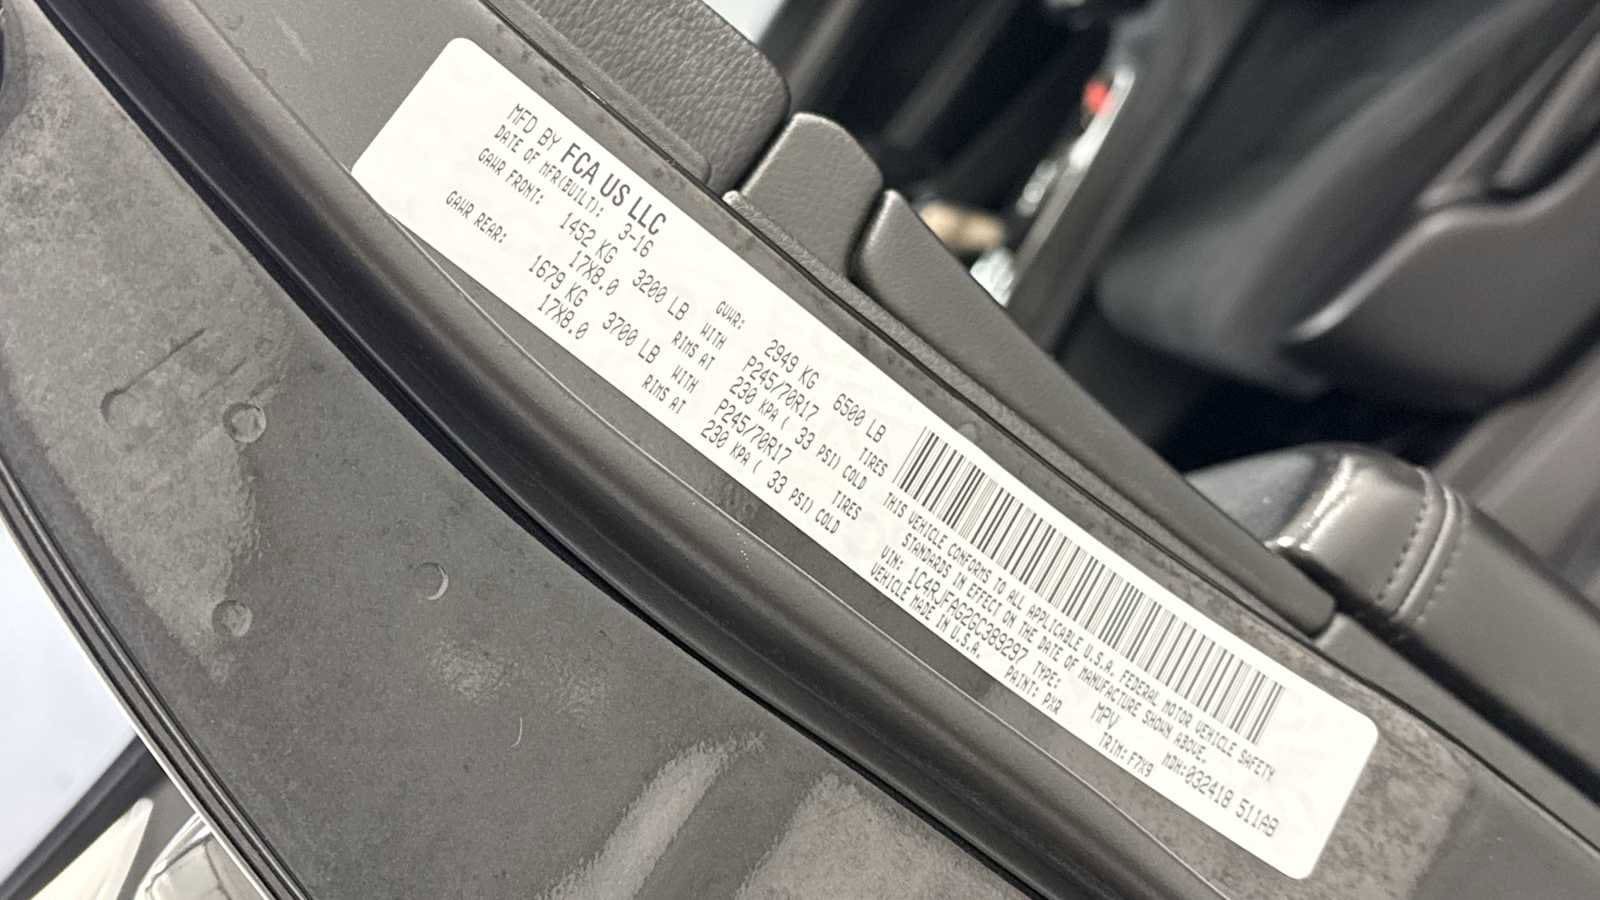 MFD BY FCA US LLC
DATE OF MFR(BUILT): 3-16 GVWR: 2949 KG 6500 LB
GAWR FRONT: 1452 KG 3200 LB WITH P245/70R17 TIRES
17X8.0 RIMS AT 230 KPA ( 33 PSI) COLD
GAWR REAR: 1679 KG 3700 LB WITH P245/70R17 TIRES
17X8.0 RIMS AT 230 KPA ( 33 PSI) COLD
THIS VEHICLE CONFORMS TO ALL APPLICABLE U.S.A. FEDERAL MOTOR VEHICLE SAFETY
STANDARDS IN EFFECT ON THE DATE OF MANUFACTURE SHOWN ABOVE.
VIN: 1C4RJFAG2GC389297 TYPE: MPV MDH:032418 511AB
VEHICLE MADE IN U.S.A. PAINT: PXR TRIM: F7X9